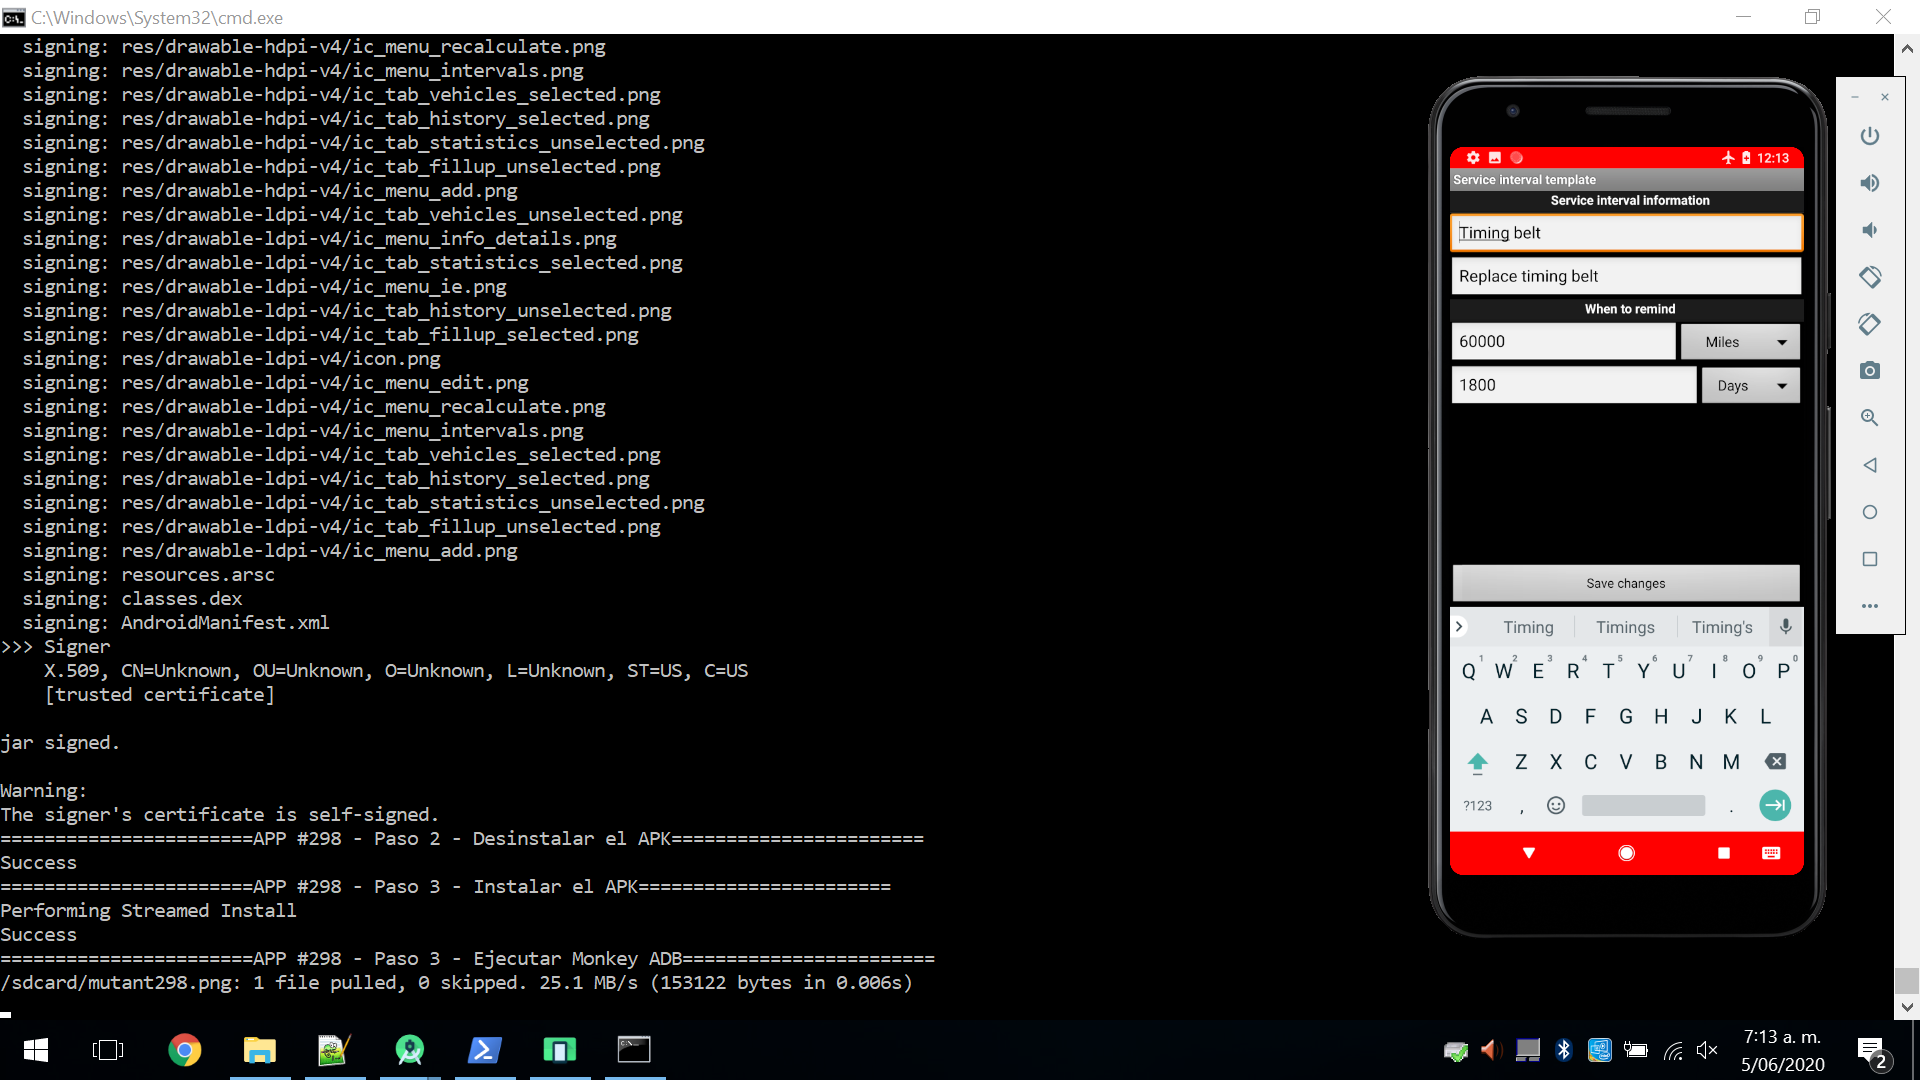 C:\Windows\System32\cmd.exe
signing: res/drawable-hdpi-v4/ic_menu_recalculate.png
signing: res/drawable-hdpi-v4/ic_menu_intervals.png
signing: res/drawable-hdpi-v4/ic_tab_vehicles_selected.png
signing: res/drawable-hdpi-v4/ic_tab_history_selected.png
signing: res/drawable-hdpi-v4/ic_tab_statistics_unselected.png
signing: res/drawable-hdpi-v4/ic_tab_fillup_unselected.png
signing: res/drawable-hdpi-v4/ic_menu_add.png
signing: res/drawable-ldpi-v4/ic_tab_vehicles_unselected.png
signing: res/drawable-ldpi-v4/ic_menu_info_details.png
signing: res/drawable-ldpi-v4/ic_tab_statistics_selected.png
signing: res/drawable-ldpi-v4/ic_menu_ie.png
signing: res/drawable-ldpi-v4/ic_tab_history_unselected.png
signing: res/drawable-ldpi-v4/ic_tab_fillup_selected.png
signing: res/drawable-ldpi-v4/icon.png
signing: res/drawable-ldpi-v4/ic_menu_edit.png
signing: res/drawable-ldpi-v4/ic_menu_recalculate.png
signing: res/drawable-ldpi-v4/ic_menu_intervals.png
signing: res/drawable-ldpi-v4/ic_tab_vehicles_selected.png
signing: res/drawable-ldpi-v4/ic_tab_history_selected.png
signing: res/drawable-ldpi-v4/ic_tab_statistics_unselected.png
signing: res/drawable-ldpi-v4/ic_tab_fillup_unselected.png
signing: res/drawable-ldpi-v4/ic_menu_add.png
signing: resources.arsc
signing: classes.dex
signing: AndroidManifest.xml
>>> Signer
X.509, CN=Unknown, OU=Unknown, O=Unknown, L=Unknown, ST=US, C=US
[trusted certificate]
jar signed.
Warning:
The signer's certificate is self-signed.
=======================APP #298 - Paso 2 - Desinstalar el APK=======================
Success
=======================APP #298 - Paso 3 - Instalar el APK=======================
Performing Streamed Install
Success
=======================APP #298 - Paso 3 - Ejecutar Monkey ADB=======================
/sdcard/mutant298.png: 1 file pulled, 0 skipped. 25.1 MB/s (153122 bytes in 0.006s)
12:13
Service interval template
Service interval information
Timing belt
Replace timing belt
When to remind
60000 Miles
1800 Days
Save changes
Timing Timings Timing's
1 2 3 4 5 6 7 8 9 0
Q W E R T Y U I O P
A S D F G H J K L
Z X C V B N M
?123 , .
7:13 a. m.
5/06/2020
2